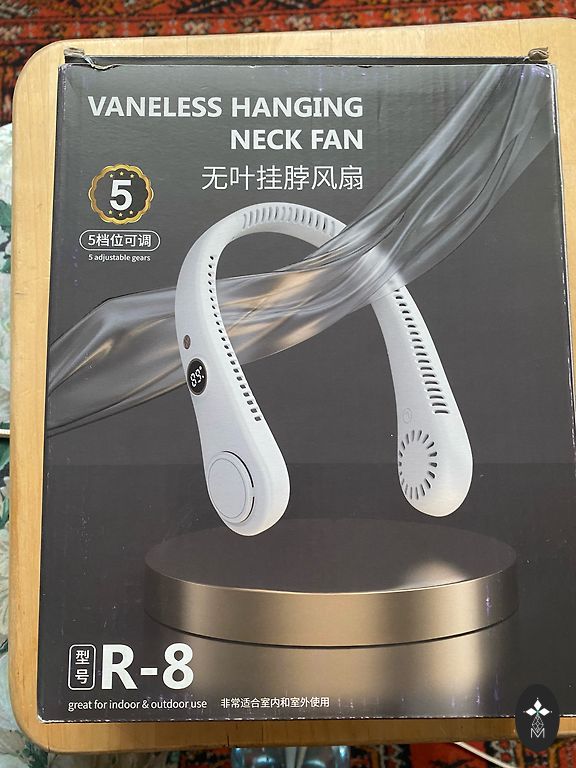 VANELESS HANGING
NECK FAN
无叶挂脖风扇
5
5档位可调
5 adjustable gears
89
型号
R-8
great for indoor & outdoor use 非常适合室内和室外使用
M